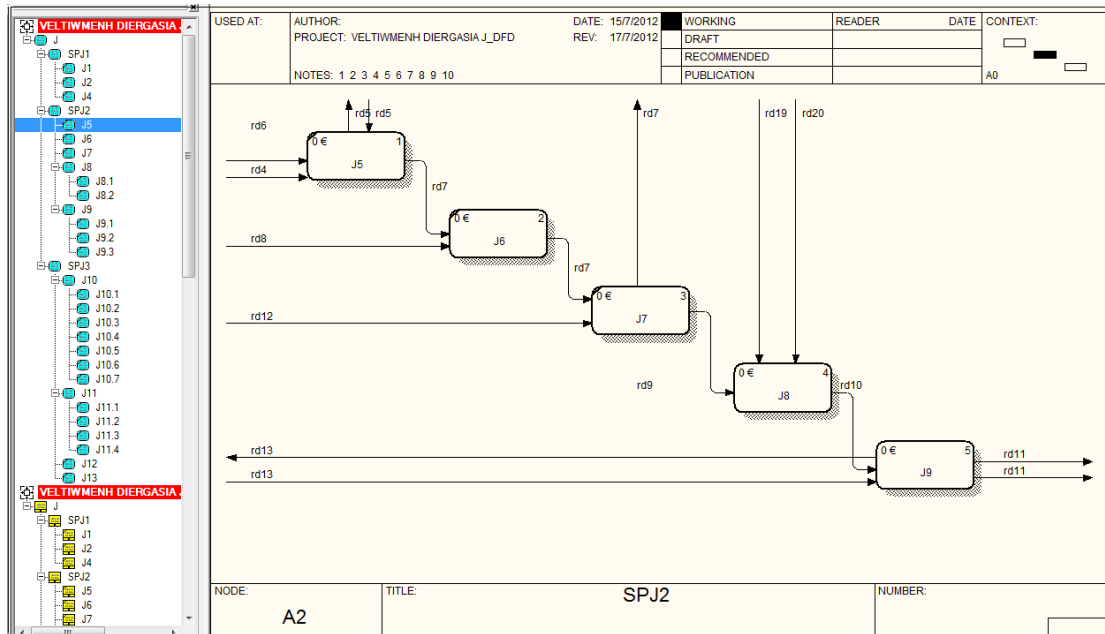 VELTIWMENH DIERGASIA J
J
SPJ1
J1
J2
J4
SPJ2
J5
J6
J7
J8
J8.1
J8.2
J9
J9.1
J9.2
J9.3
SPJ3
J10
J10.1
J10.2
J10.3
J10.4
J10.5
J10.6
J10.7
J11
J11.1
J11.2
J11.3
J11.4
J12
J13
VELTIWMENH DIERGASIA J
J
SPJ1
J1
J2
J4
SPJ2
J5
J6
J7
USED AT:
AUTHOR: DATE: 15/7/2012
PROJECT: VELTIWMENH DIERGASIA J_DFD REV: 17/7/2012
NOTES: 1 2 3 4 5 6 7 8 9 10
WORKING
DRAFT
RECOMMENDED
PUBLICATION
READER DATE
CONTEXT:
A0
rd5 rd5
rd7
rd19 rd20
rd6
rd4
0 € 1
J5
rd7
rd8
0 € 2
J6
rd7
rd12
0 € 3
J7
rd9
0 € 4
J8
rd10
rd13
rd13
0 € 5
J9
rd11
rd11
NODE:
A2
TITLE:
SPJ2
NUMBER: